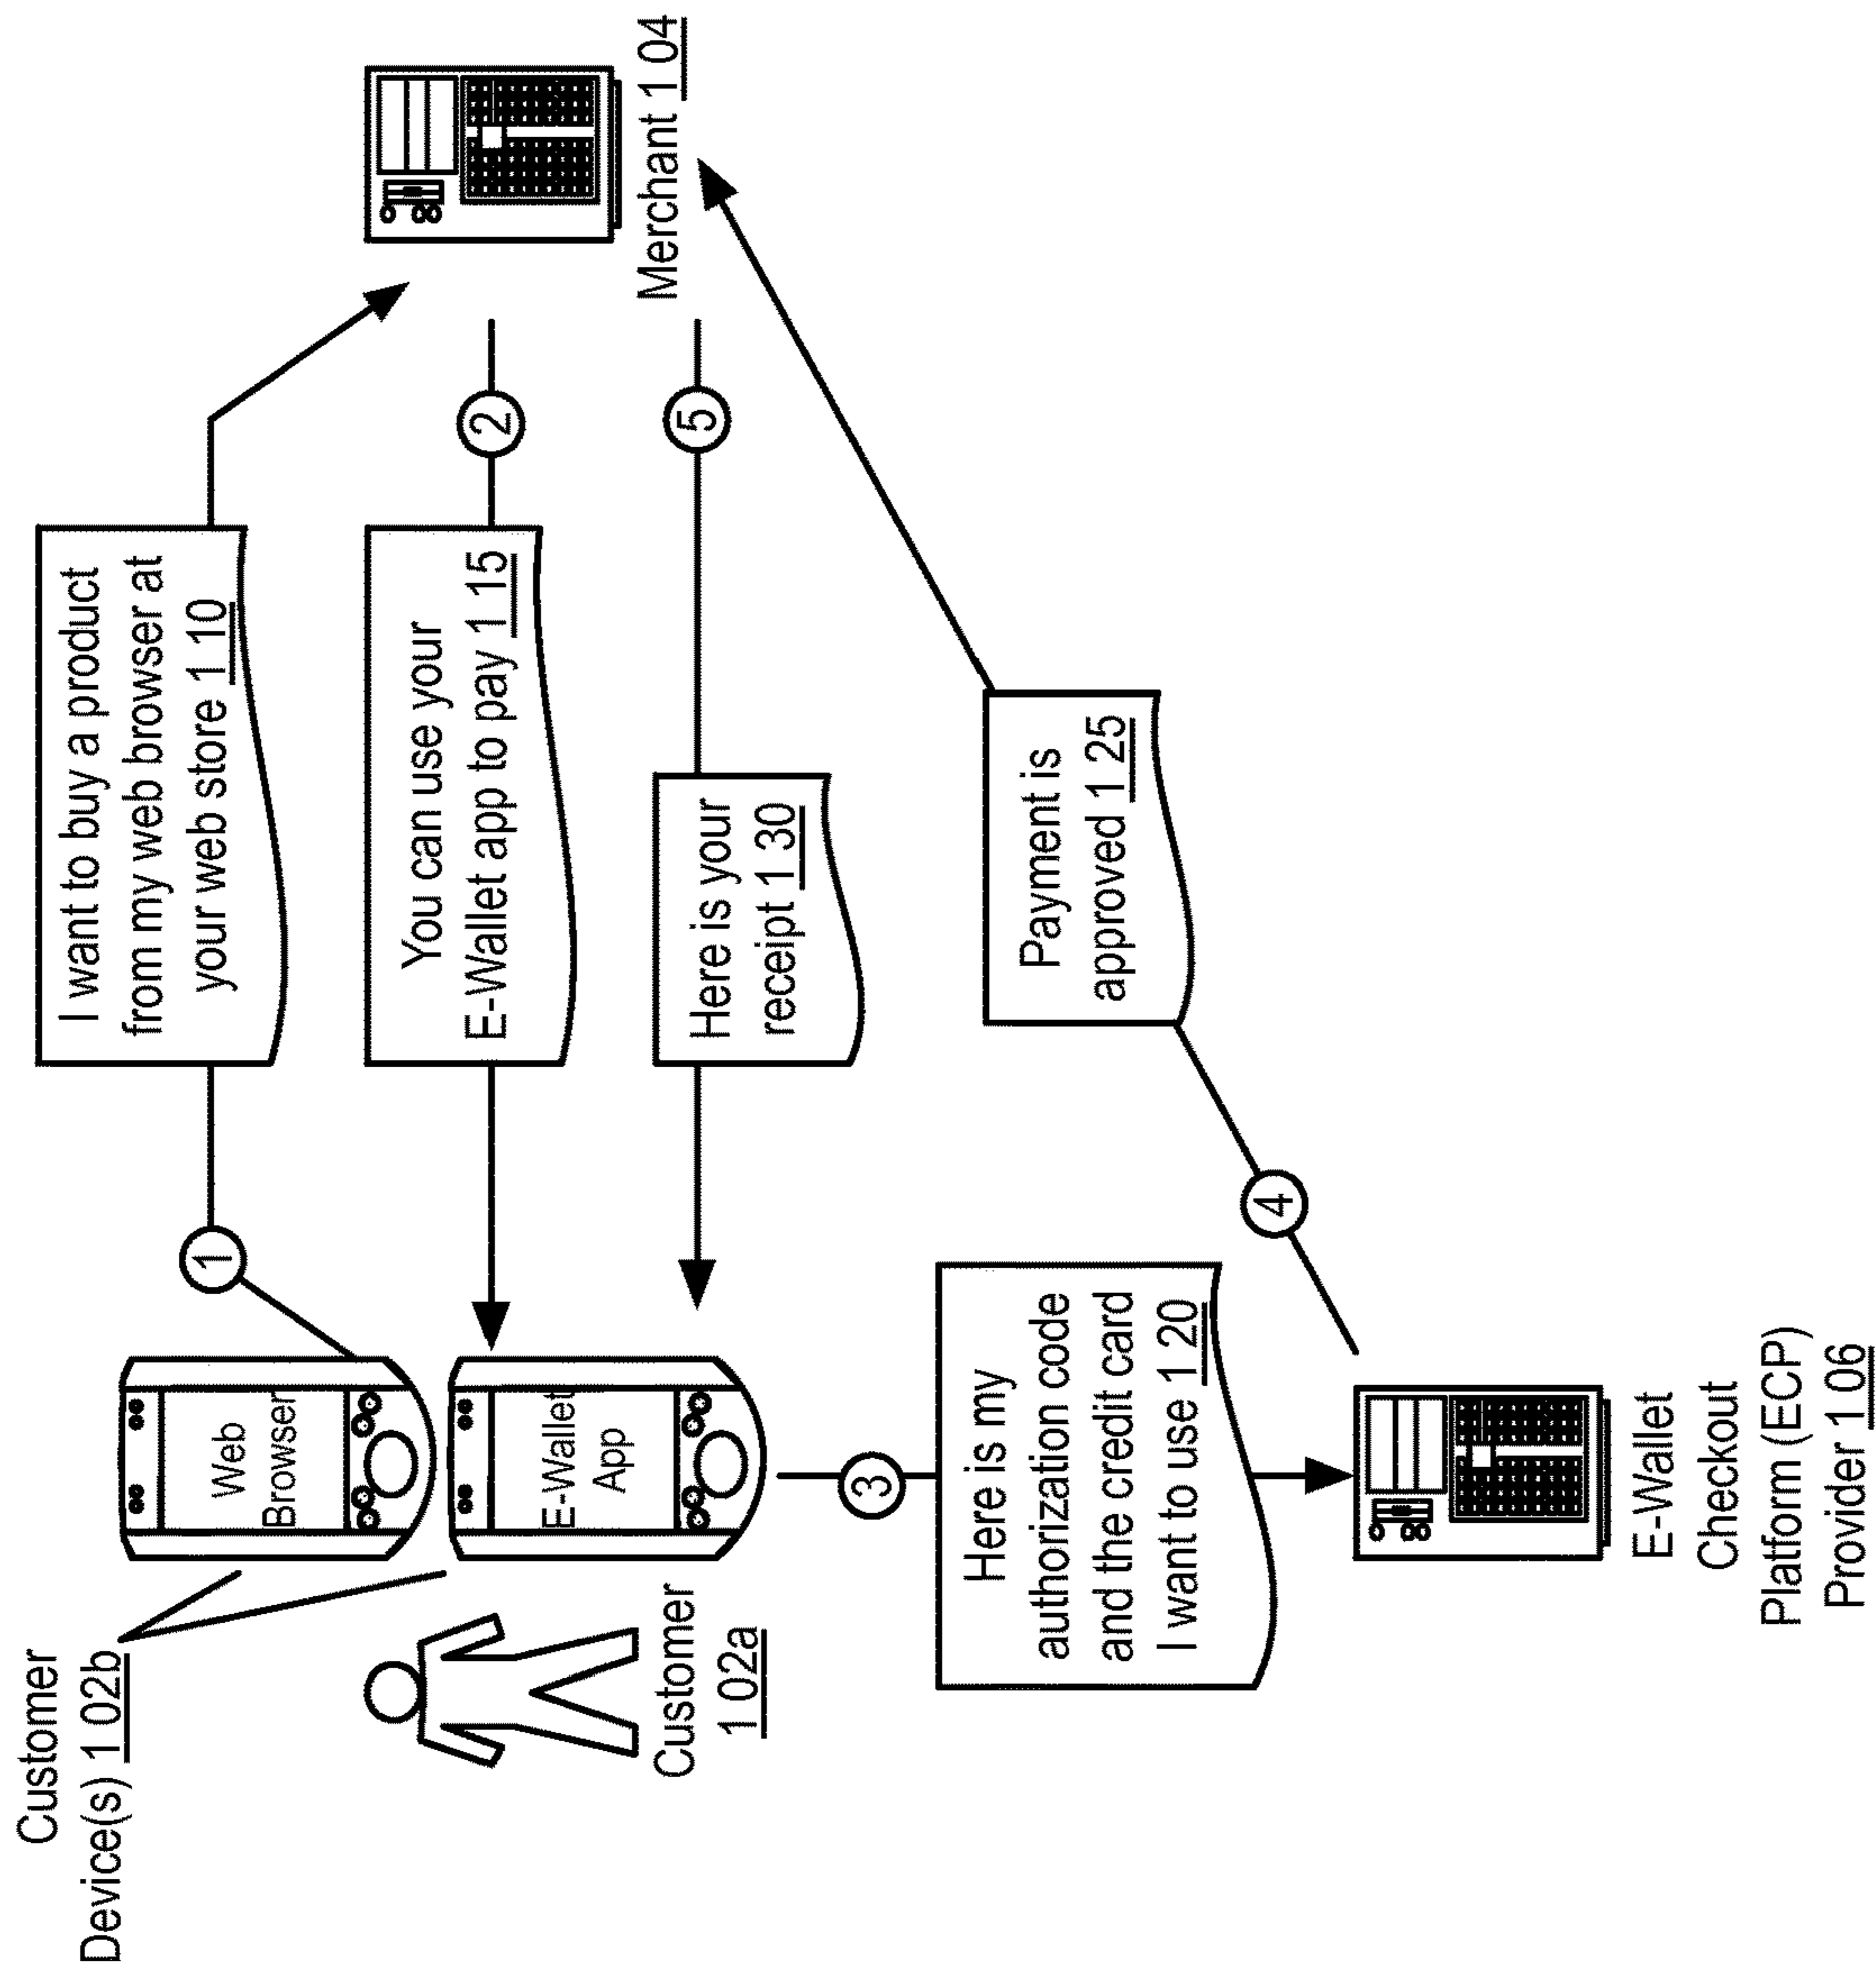 Customer
Device(s) 102b
Web
Browser
E-Wallet
App
Customer
102a
1
I want to buy a product
from my web browser at
your web store 110
2
You can use your
E-Wallet app to pay 115
5
Here is your
receipt 130
Merchant 104
3
Here is my
authorization code
and the credit card
I want to use 120
4
Payment is
approved 125
E-Wallet
Checkout
Platform (ECP)
Provider 106